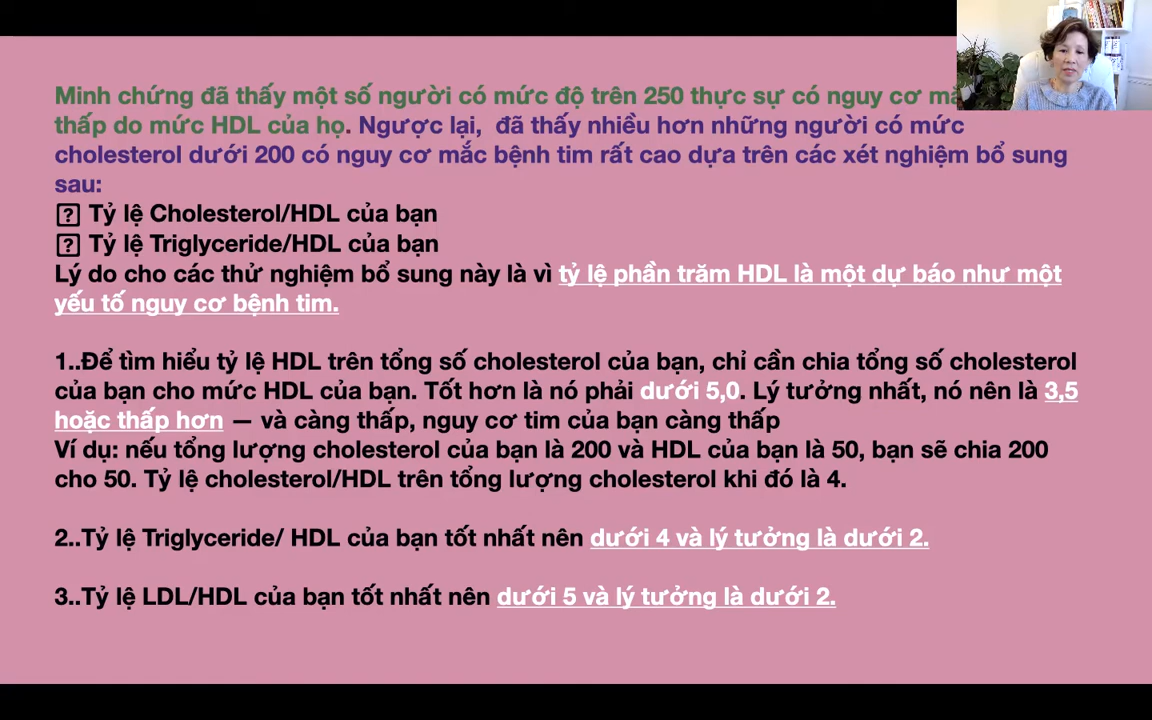 Minh chứng đã thấy một số người có mức độ trên 250 thực sự có nguy cơ
thấp do mức HDL của họ. Ngược lại, đã thấy nhiều hơn những người có mức
cholesterol dưới 200 có nguy cơ mắc bệnh tim rất cao dựa trên các xét nghiệm bổ sung
sau:
⍰ Tỷ lệ Cholesterol/HDL của bạn
⍰ Tỷ lệ Triglyceride/HDL của bạn
Lý do cho các thử nghiệm bổ sung này là vì tỷ lệ phần trăm HDL là một dự báo như một
yếu tố nguy cơ bệnh tim.
1..Để tìm hiểu tỷ lệ HDL trên tổng số cholesterol của bạn, chỉ cần chia tổng số cholesterol
của bạn cho mức HDL của bạn. Tốt hơn là nó phải dưới 5,0. Lý tưởng nhất, nó nên là 3,5
hoặc thấp hơn — và càng thấp, nguy cơ tim của bạn càng thấp
Ví dụ: nếu tổng lượng cholesterol của bạn là 200 và HDL của bạn là 50, bạn sẽ chia 200
cho 50. Tỷ lệ cholesterol/HDL trên tổng lượng cholesterol khi đó là 4.
2..Tỷ lệ Triglyceride/ HDL của bạn tốt nhất nên dưới 4 và lý tưởng là dưới 2.
3..Tỷ lệ LDL/HDL của bạn tốt nhất nên dưới 5 và lý tưởng là dưới 2.